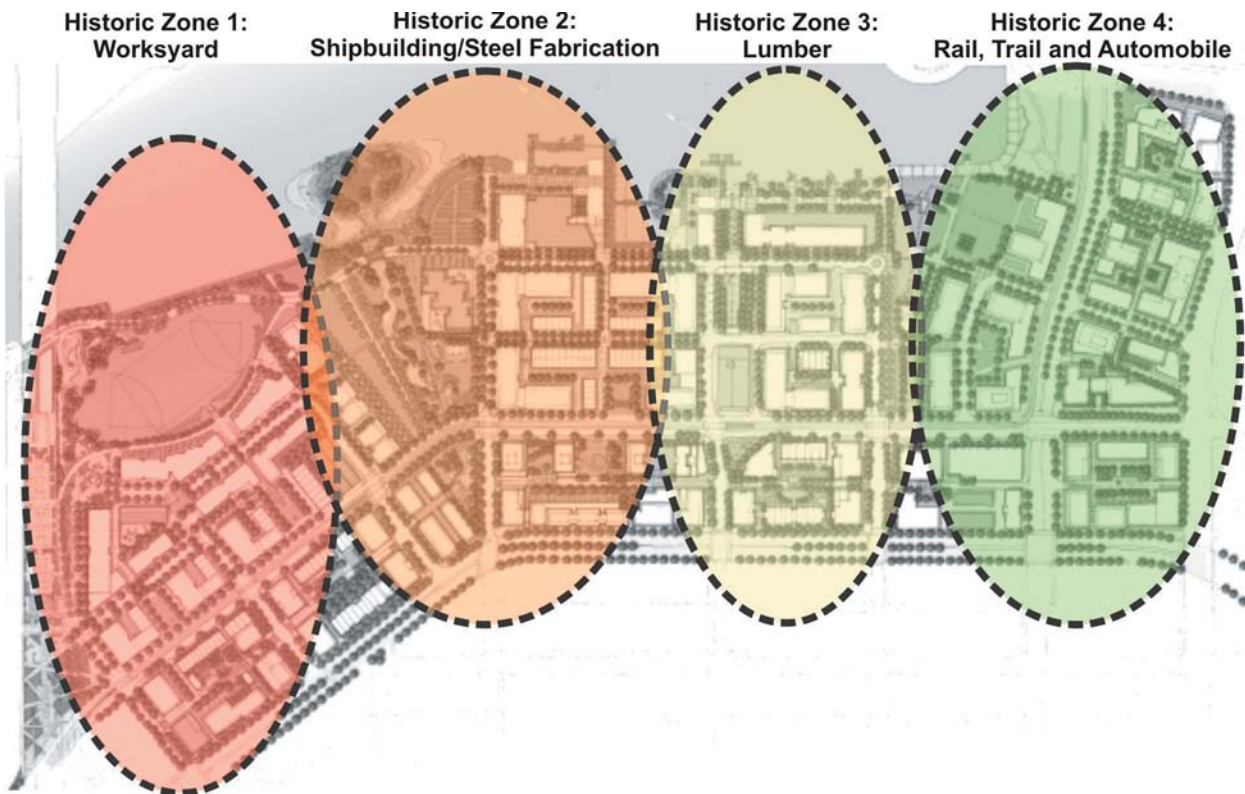 Historic Zone 1:
Worksyard
Historic Zone 2:
Shipbuilding/Steel Fabrication
Historic Zone 3:
Lumber
Historic Zone 4:
Rail, Trail and Automobile